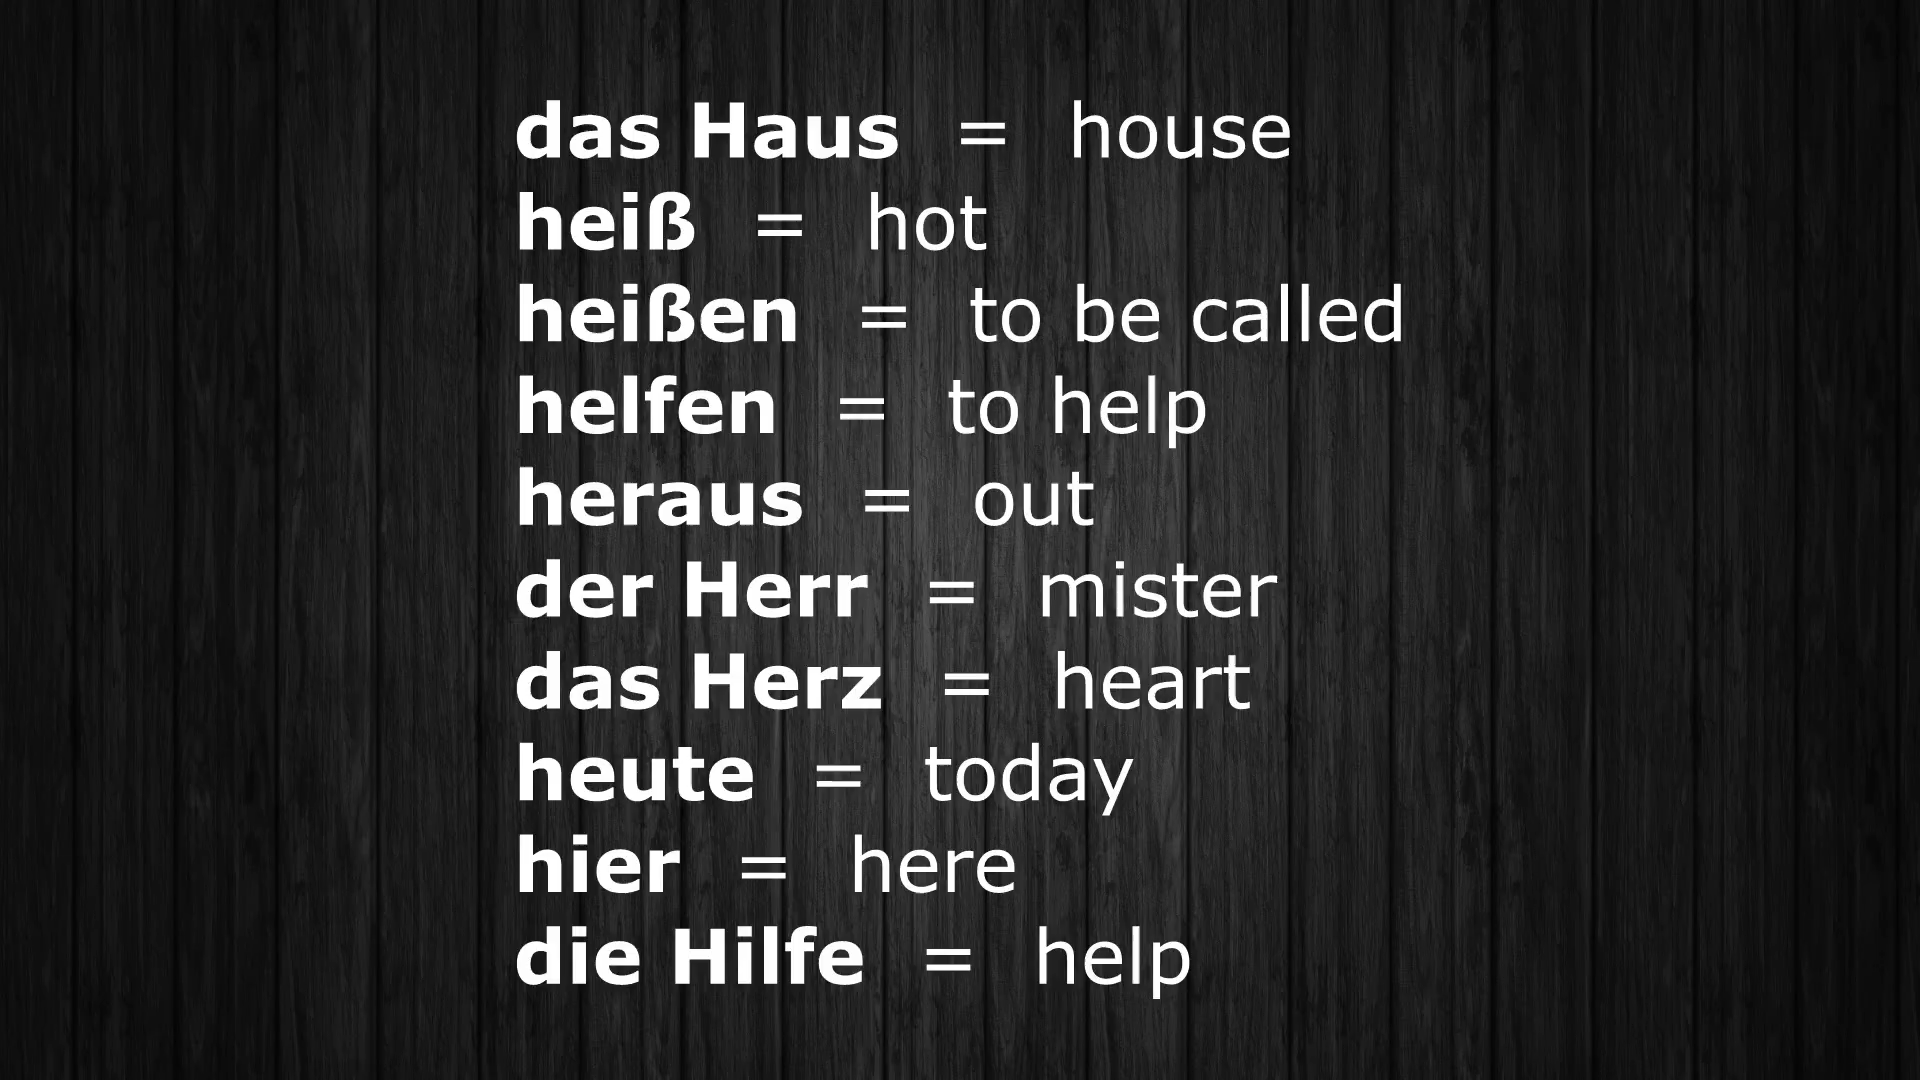 das Haus = house
heiß = hot
heißen = to be called
helfen = to help
heraus = out
der Herr = mister
das Herz = heart
heute = today
hier = here
die Hilfe = help